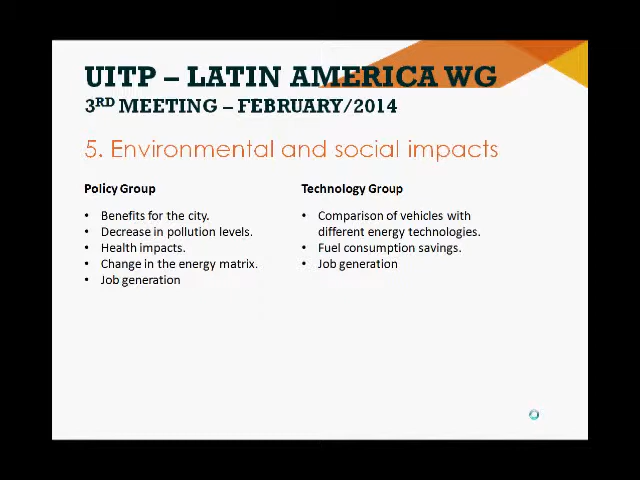 UITP – LATIN AMERICA WG
3RD MEETING – FEBRUARY/2014
5. Environmental and social impacts
Policy Group
• Benefits for the city.
• Decrease in pollution levels.
• Health impacts.
• Change in the energy matrix.
• Job generation
Technology Group
• Comparison of vehicles with
different energy technologies.
• Fuel consumption savings.
• Job generation